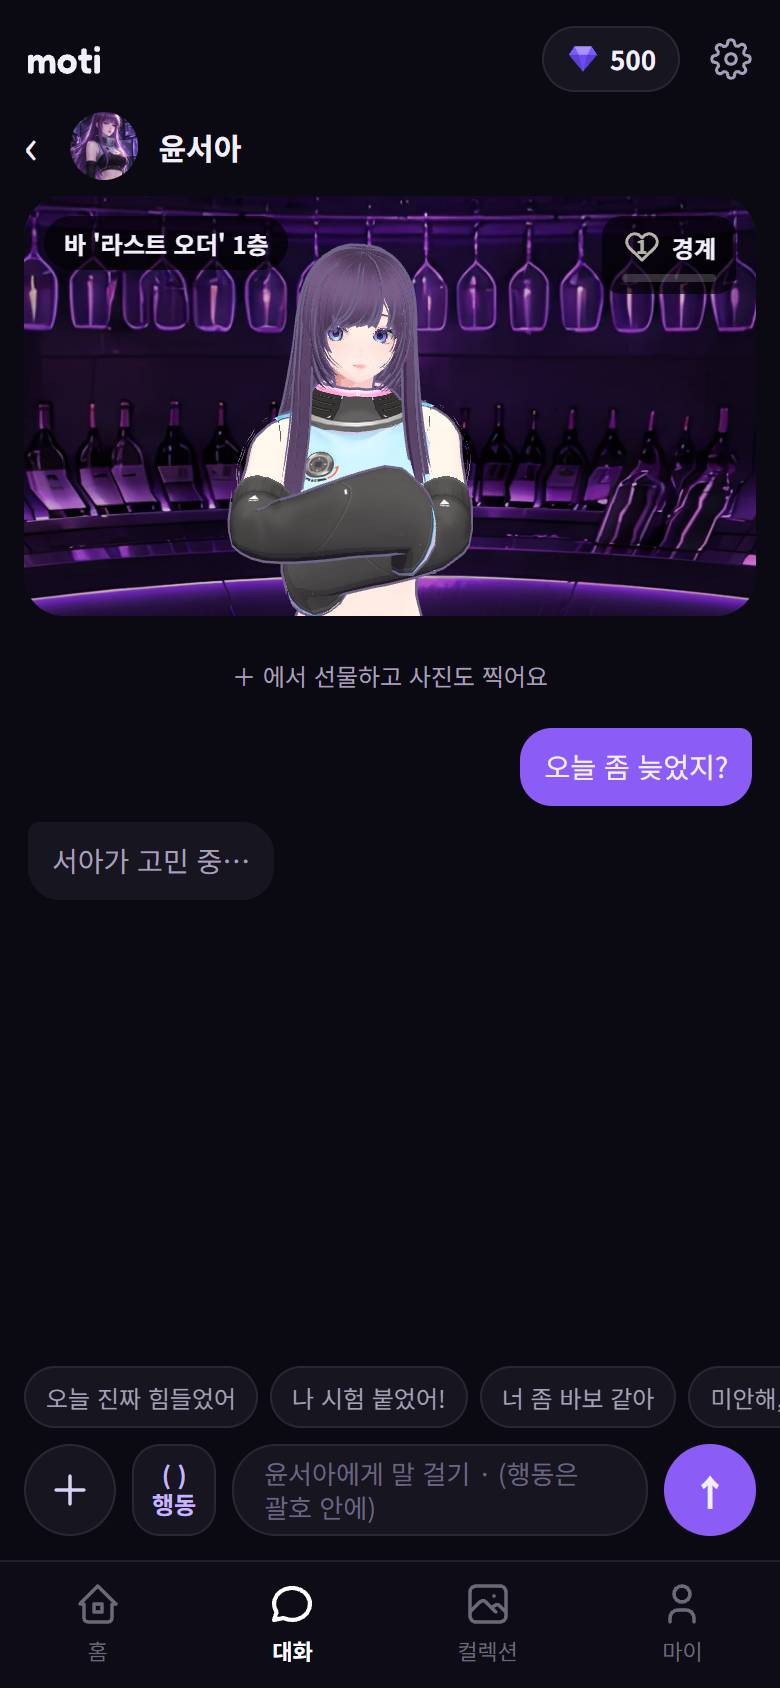 moti
500
윤서아
바 '라스트 오더' 1층
1 경계
+ 에서 선물하고 사진도 찍어요
오늘 좀 늦었지?
서아가 고민 중…
오늘 진짜 힘들었어
나 시험 붙었어!
너 좀 바보 같아
미안해,
( )
행동
윤서아에게 말 걸기 · (행동은
괄호 안에)
홈
대화
컬렉션
마이